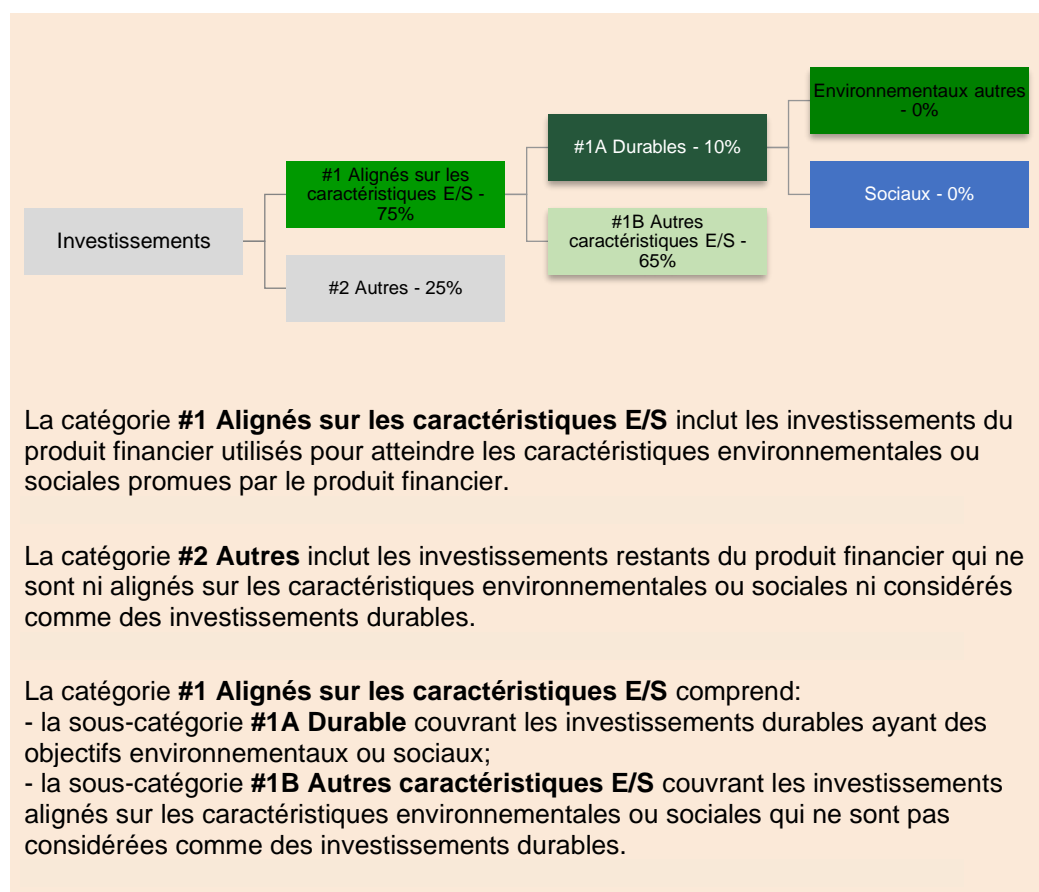 Environnementaux autres
- 0%
#1A Durables - 10%
#1 Alignés sur les
caractéristiques E/S -
75%
Sociaux - 0%
Investissements
#1B Autres
caractéristiques E/S -
65%
#2 Autres - 25%
La catégorie #1 Alignés sur les caractéristiques E/S inclut les investissements du
produit financier utilisés pour atteindre les caractéristiques environnementales ou
sociales promues par le produit financier.
La catégorie #2 Autres inclut les investissements restants du produit financier qui ne
sont ni alignés sur les caractéristiques environnementales ou sociales ni considérés
comme des investissements durables.
La catégorie #1 Alignés sur les caractéristiques E/S comprend:
- la sous-catégorie #1A Durable couvrant les investissements durables ayant des
objectifs environnementaux ou sociaux;
- la sous-catégorie #1B Autres caractéristiques E/S couvrant les investissements
alignés sur les caractéristiques environnementales ou sociales qui ne sont pas
considérées comme des investissements durables.